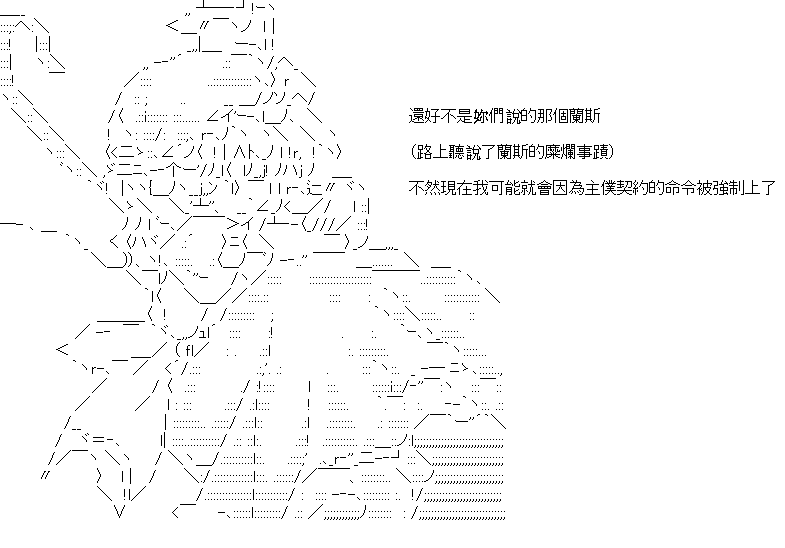 還好不是妳們說的那個蘭斯
(路上聽說了蘭斯的糜爛事蹟)
不然現在我可能就會因為主僕契約的命令被強制上了